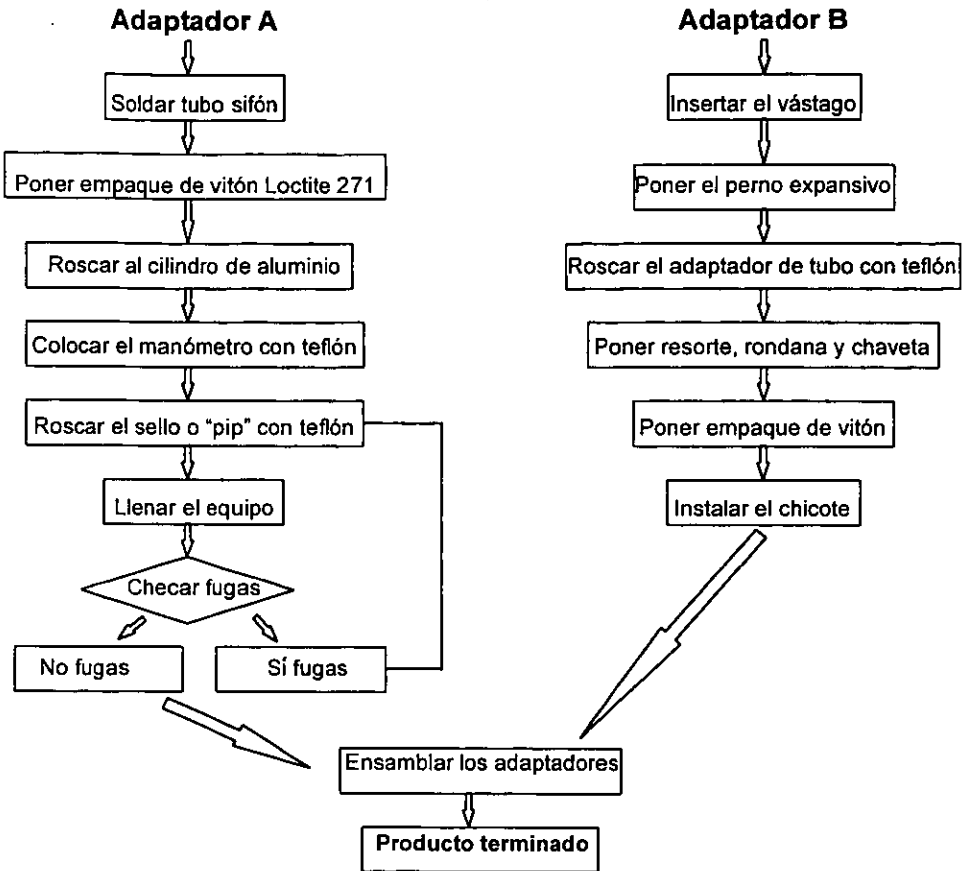 Adaptador A
Soldar tubo sifón
Poner empaque de vitón Loctite 271
Roscar al cilindro de aluminio
Colocar el manómetro con teflón
Roscar el sello o "pip" con teflón
Llenar el equipo
Checar fugas
No fugas
Sí fugas
Adaptador B
Insertar el vástago
Poner el perno expansivo
Roscar el adaptador de tubo con teflón
Poner resorte, rondana y chaveta
Poner empaque de vitón
Instalar el chicote
Ensamblar los adaptadores
Producto terminado